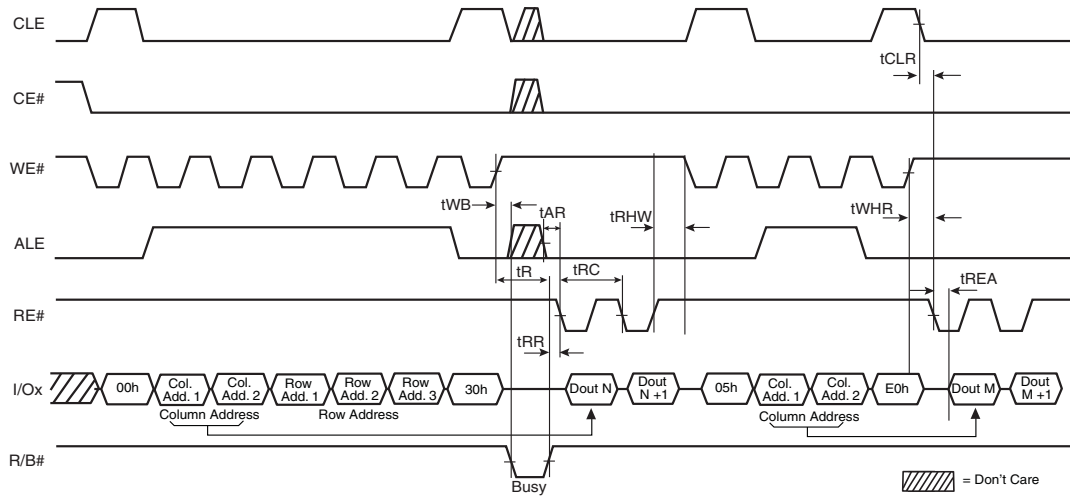 CLE
tCLR
CE#
WE#
tWB
tAR
tRHW
tWHR
ALE
tR
tRC
tREA
RE#
tRR
I/Ox
00h
Col. Add. 1
Col. Add. 2
Row Add. 1
Row Add. 2
Row Add. 3
30h
Dout N
Dout N +1
05h
Col. Add. 1
Col. Add. 2
E0h
Dout M
Dout M +1
Column Address
Row Address
Column Address
R/B#
Busy
= Don't Care